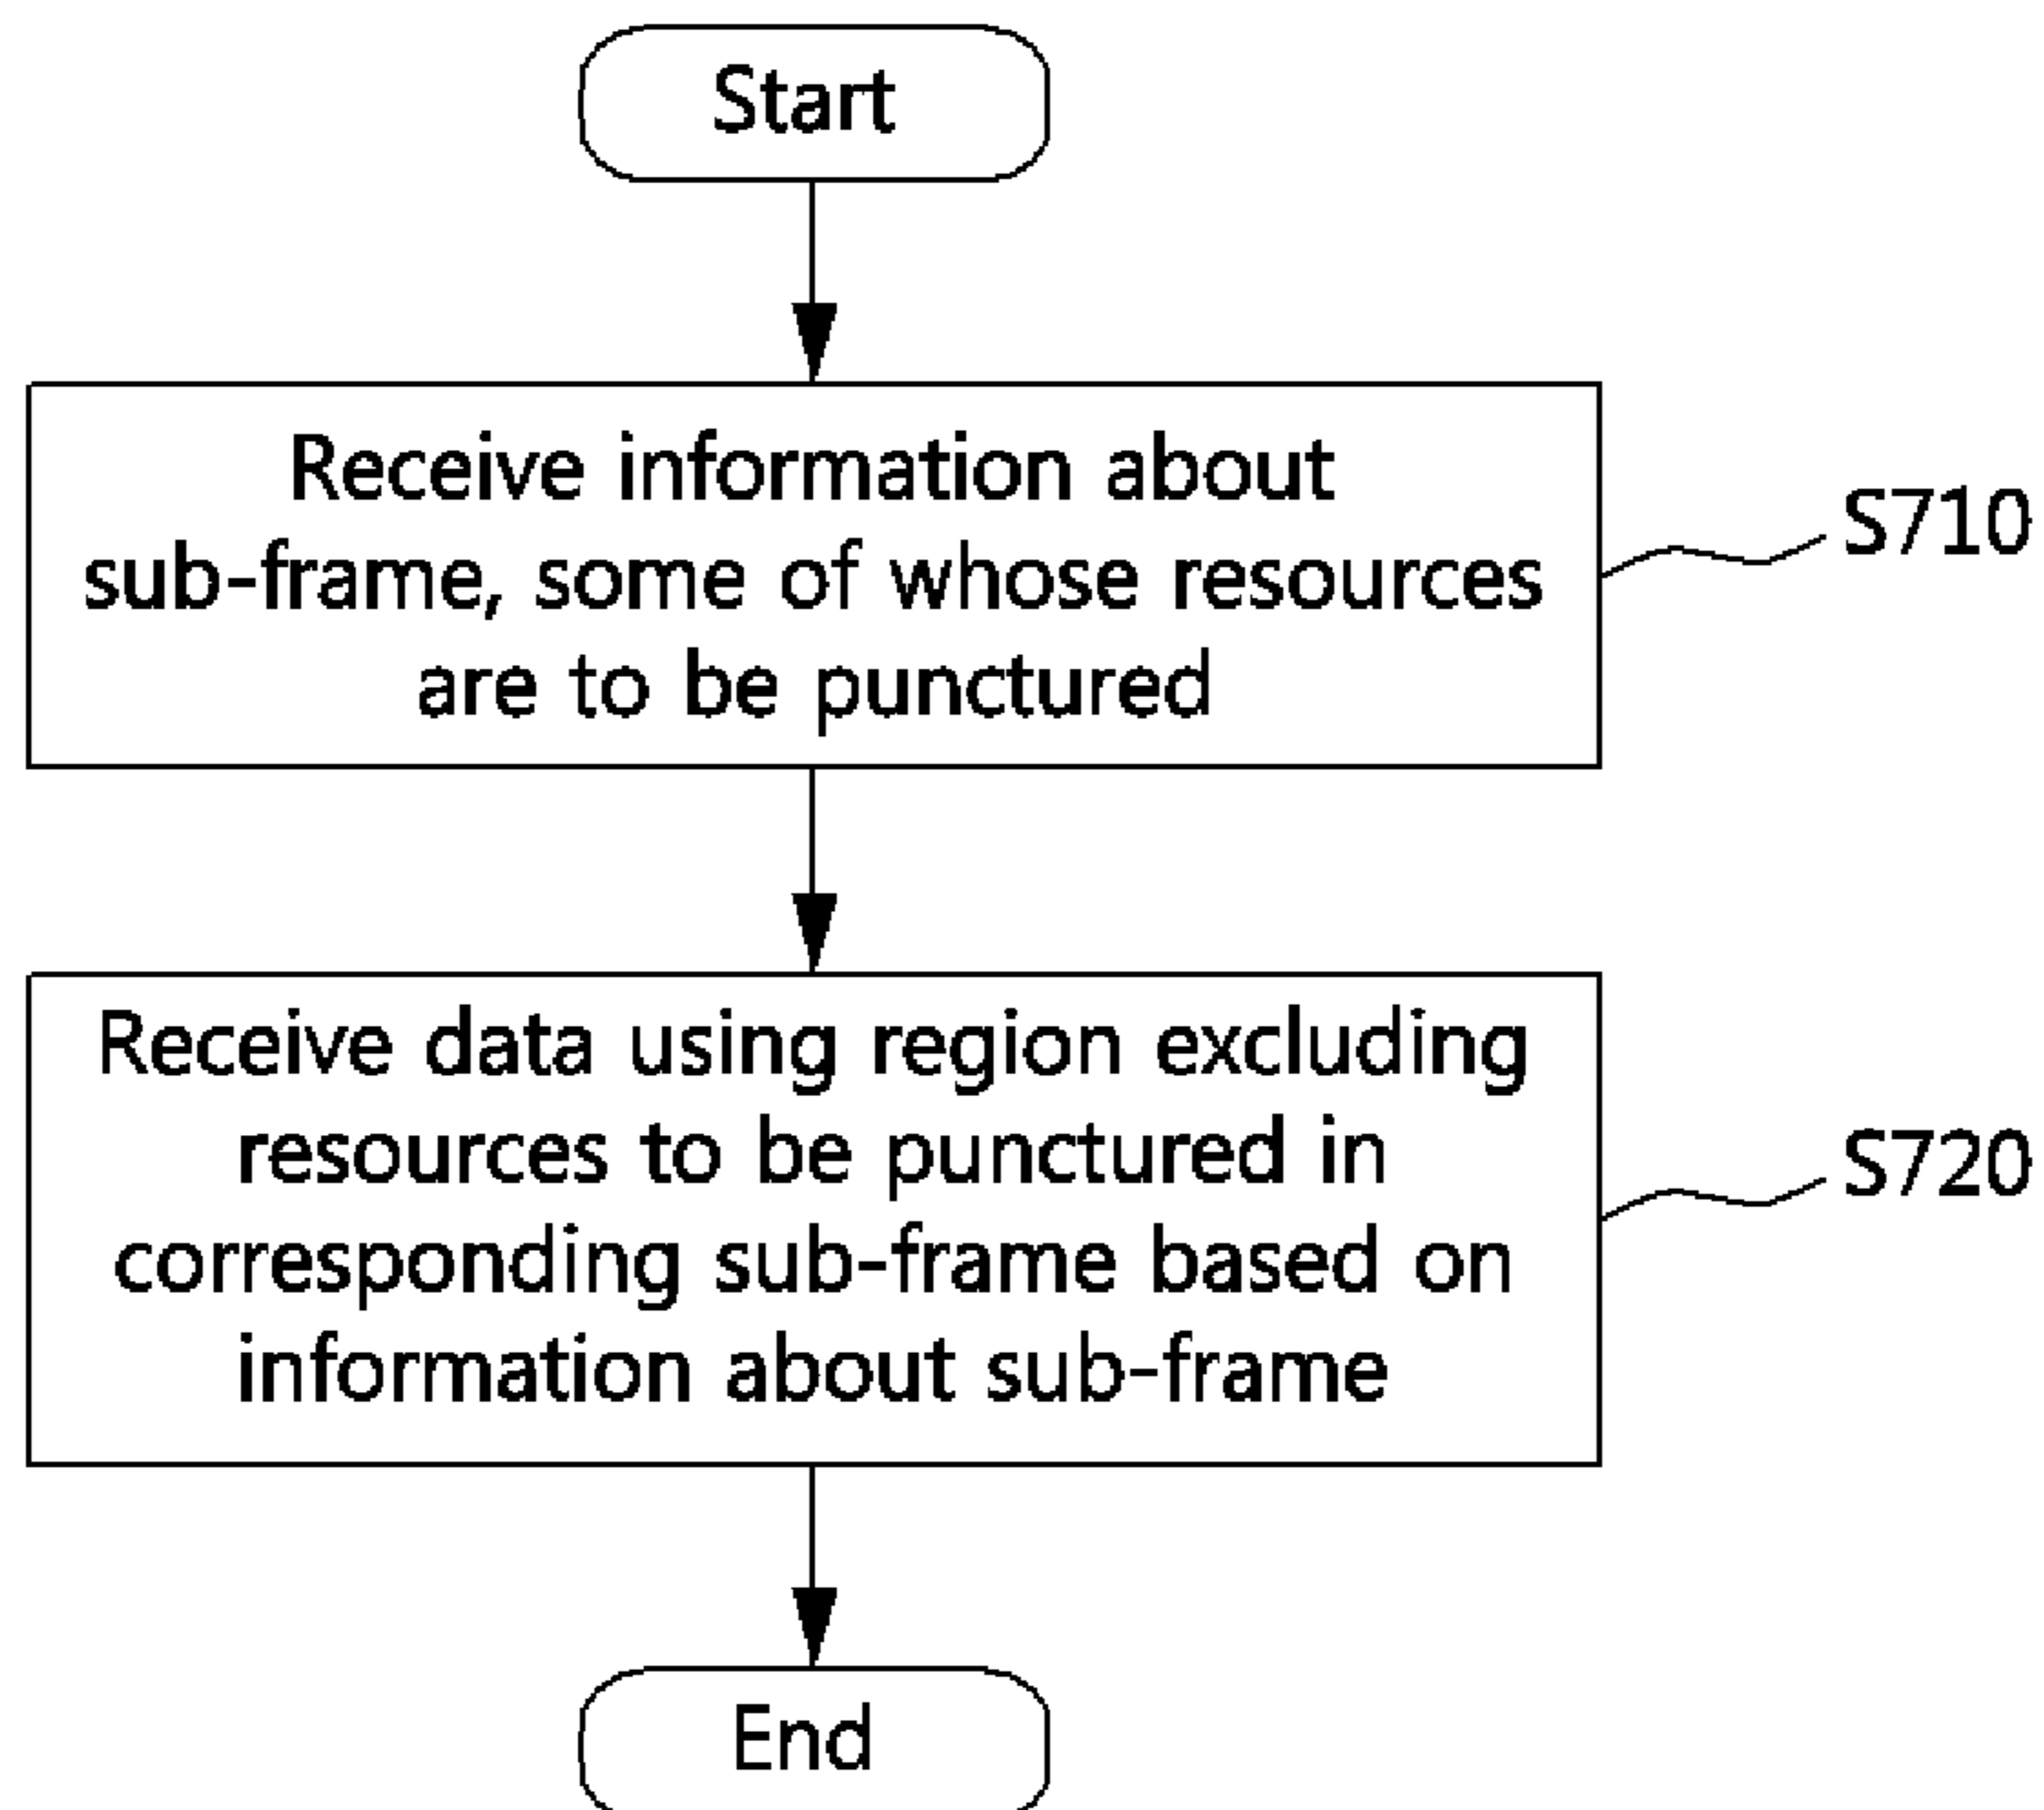 Start
Receive information about
sub-frame, some of whose resources
are to be punctured
S710
Receive data using region excluding
resources to be punctured in
corresponding sub-frame based on
information about sub-frame
S720
End